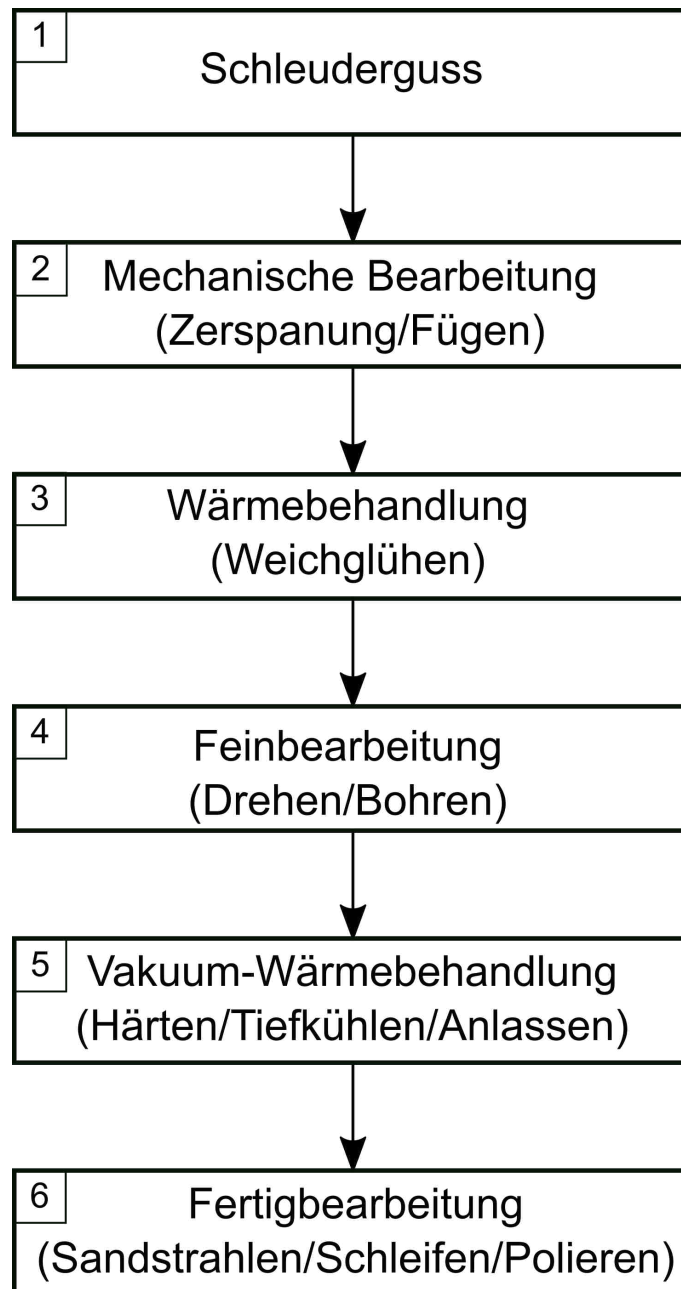 1
Schleuderguss
2
Mechanische Bearbeitung
(Zerspanung/Fügen)
3
Wärmebehandlung
(Weichglühen)
4
Feinbearbeitung
(Drehen/Bohren)
5
Vakuum-Wärmebehandlung
(Härten/Tiefkühlen/Anlassen)
6
Fertigbearbeitung
(Sandstrahlen/Schleifen/Polieren)